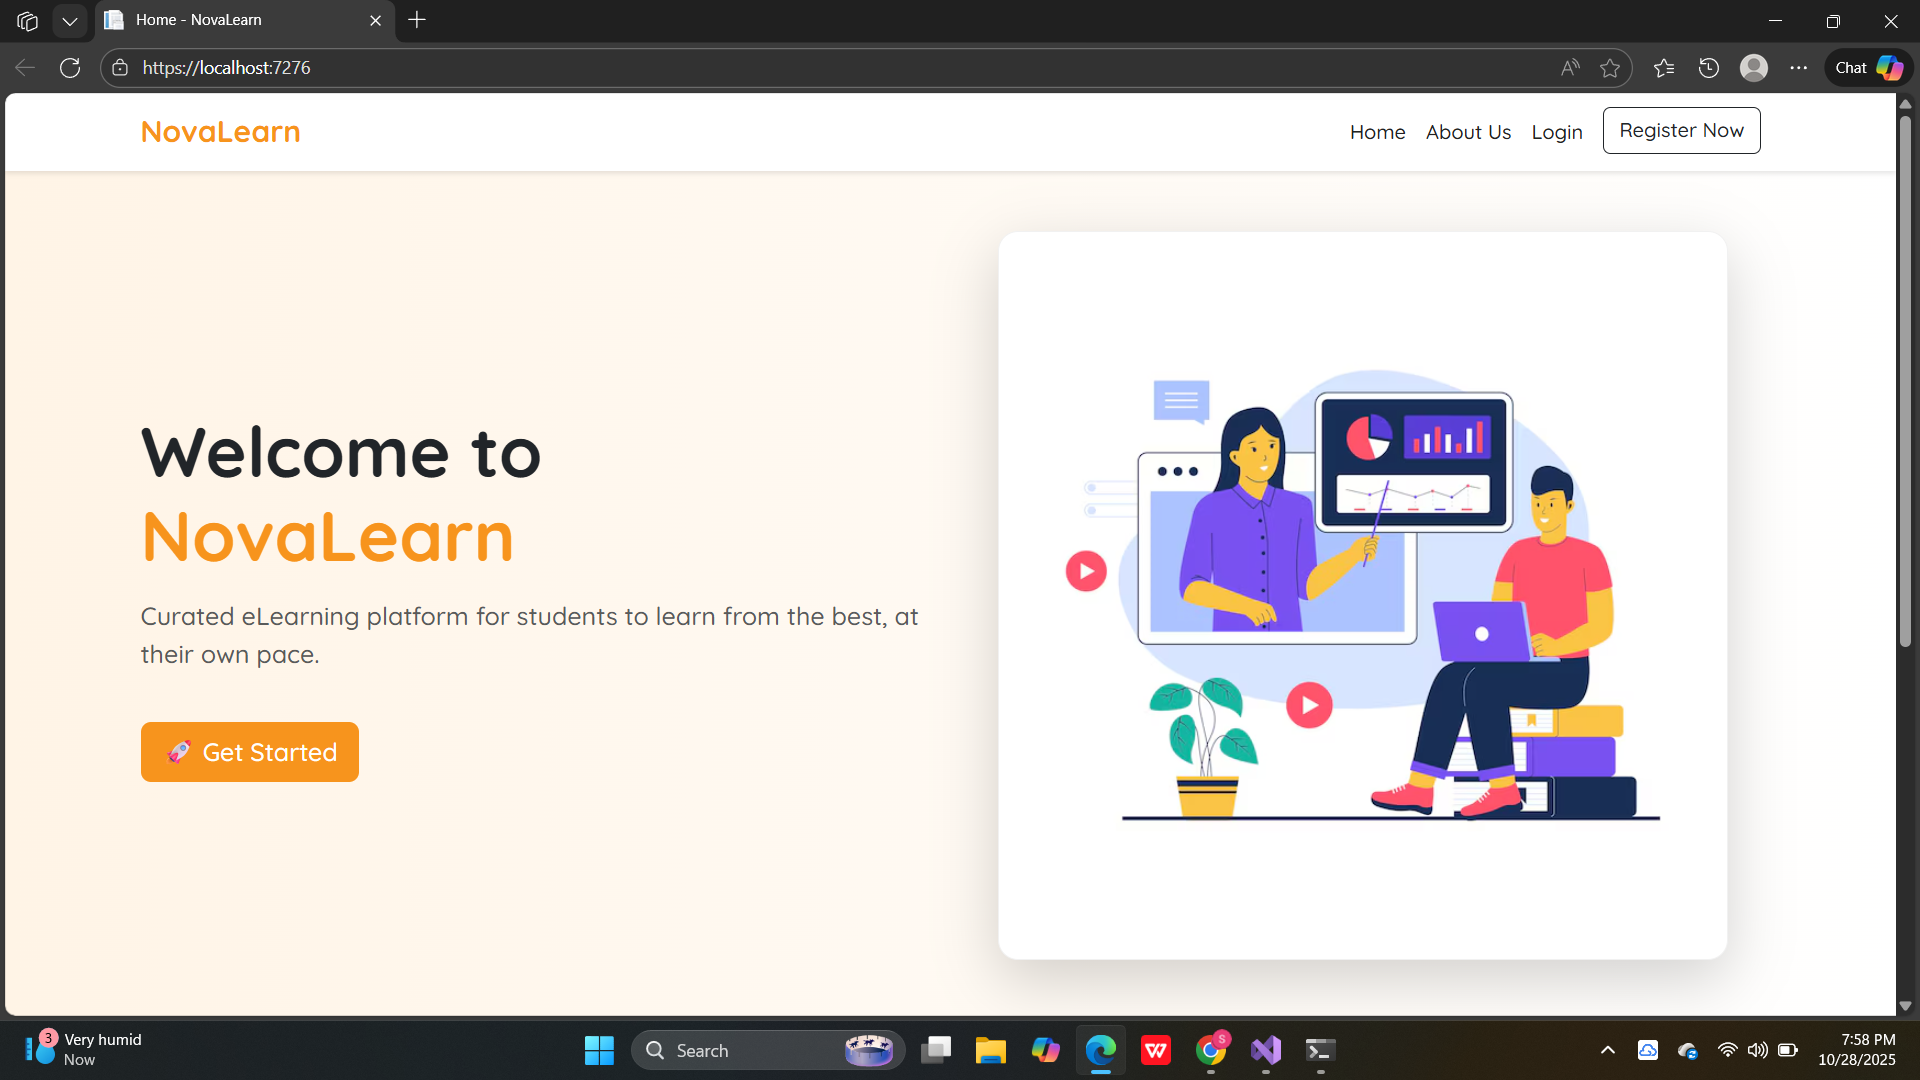 Home - NovaLearn
https://localhost:7276
Chat
NovaLearn
Home
About Us
Login
Register Now
Welcome to
NovaLearn
Curated eLearning platform for students to learn from the best, at
their own pace.
🚀 Get Started
3
Very humid
Now
Search
S
7:58 PM
10/28/2025